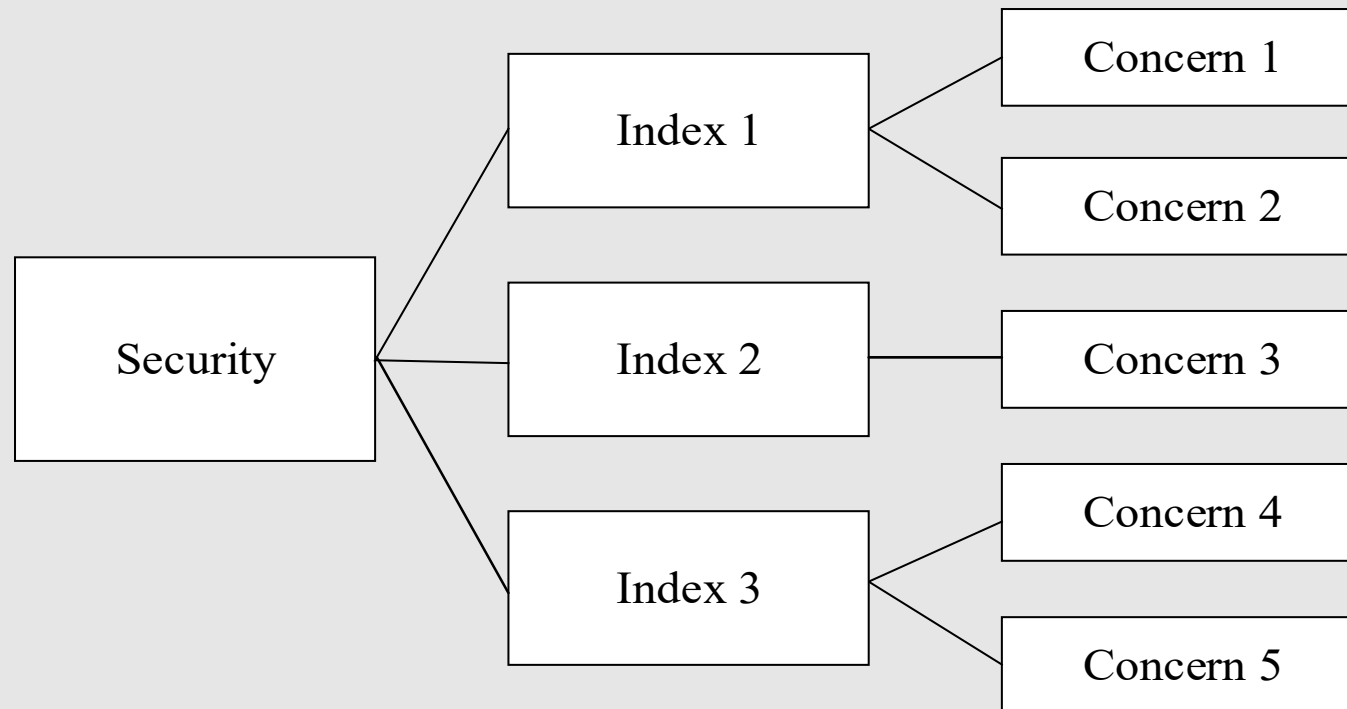 Security
Index 1
Index 2
Index 3
Concern 1
Concern 2
Concern 3
Concern 4
Concern 5